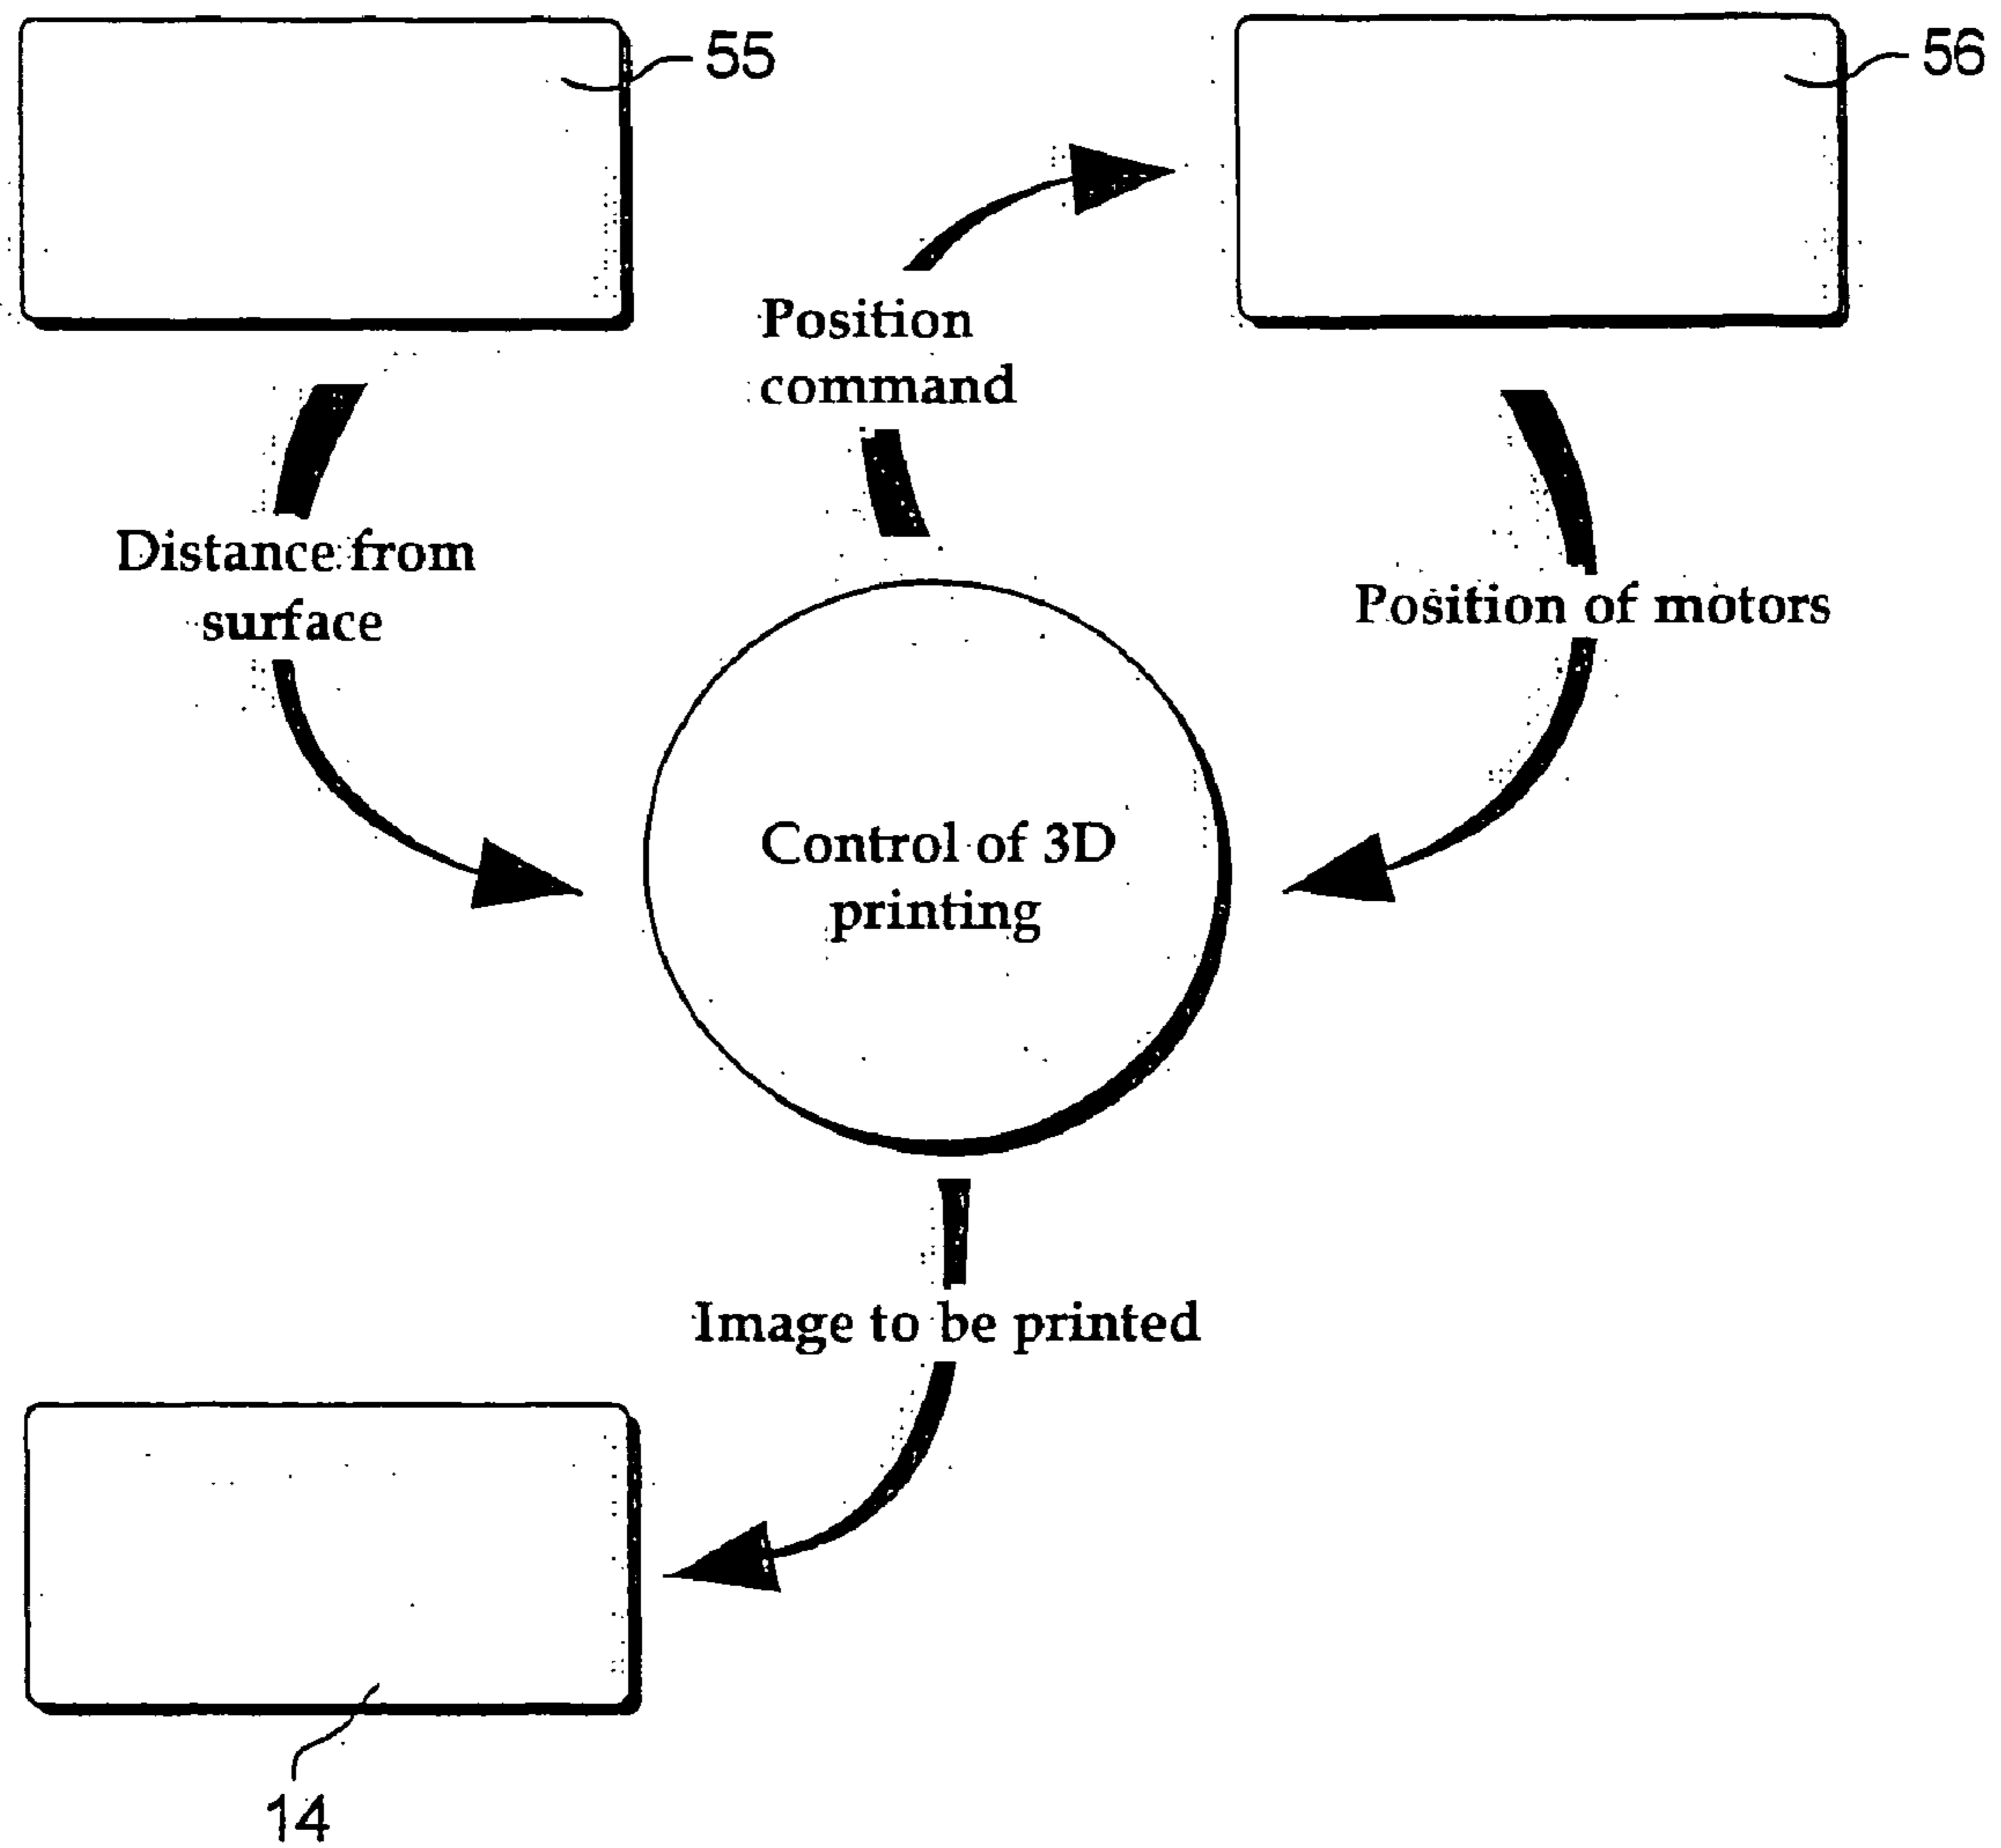 55
56
Position
command
Distance from
surface
Position of motors
Control of 3D
printing
Image to be printed
14